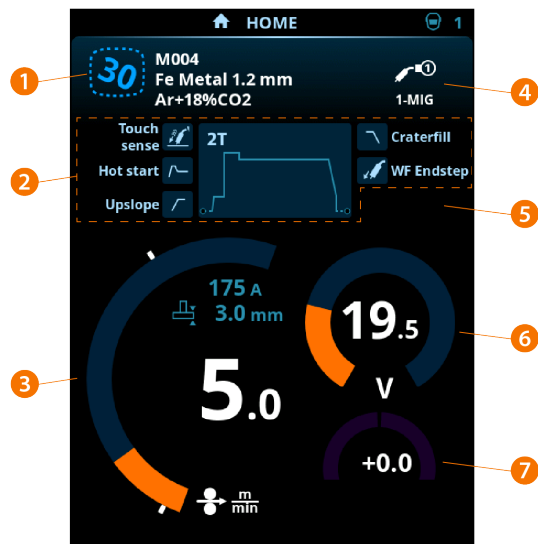 HOME
1
1
30
M004
Fe Metal 1.2 mm
Ar+18%CO2
1
1-MIG
4
Touch
sense
2T
Craterfill
2
Hot start
WF Endstep
Upslope
5
175 A
3.0 mm
19.5
6
3
5.0
V
+0.0
7
m
min